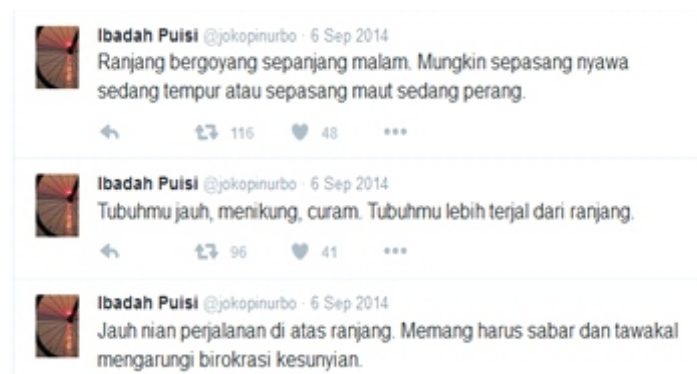 Ibadah Puisi @jokopinurbo · 6 Sep 2014
Ranjang bergoyang sepanjang malam. Mungkin sepasang nyawa
sedang tempur atau sepasang maut sedang perang.
116 48
Ibadah Puisi @jokopinurbo · 6 Sep 2014
Tubuhmu jauh, menikung, curam. Tubuhmu lebih terjal dari ranjang.
96 41
Ibadah Puisi @jokopinurbo · 6 Sep 2014
Jauh nian perjalanan di atas ranjang. Memang harus sabar dan tawakal
mengarungi birokrasi kesunyian.